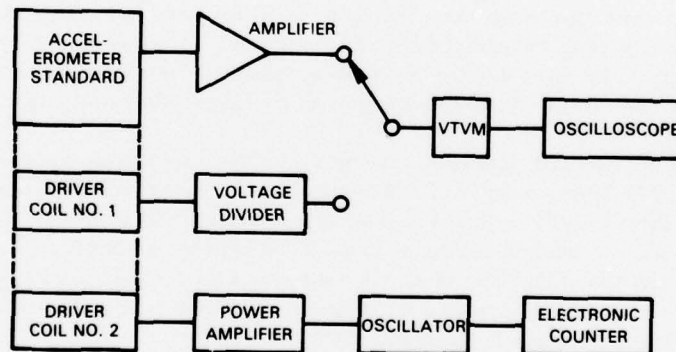 ACCEL-
EROMETER
STANDARD
AMPLIFIER
VTVM
OSCILLOSCOPE
DRIVER
COIL NO. 1
VOLTAGE
DIVIDER
DRIVER
COIL NO. 2
POWER
AMPLIFIER
OSCILLATOR
ELECTRONIC
COUNTER